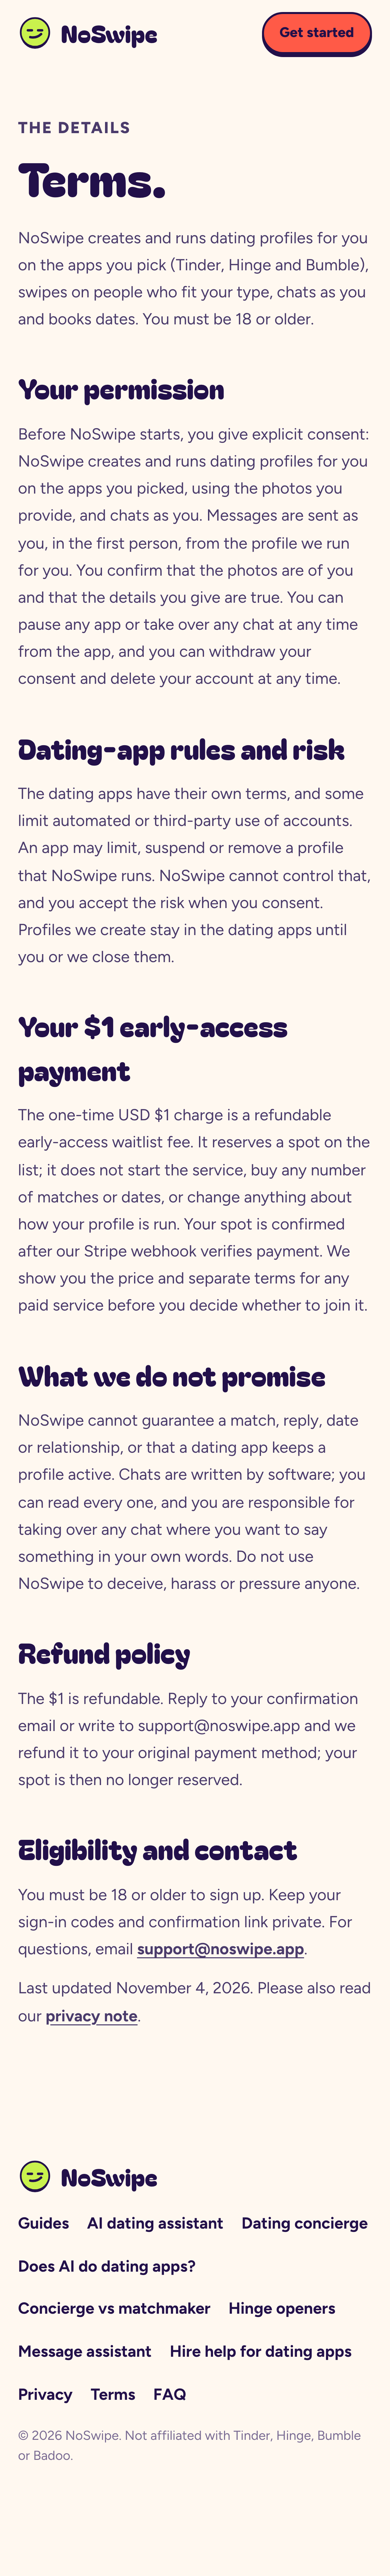 NoSwipe
Get started
THE DETAILS
Terms.
NoSwipe creates and runs dating profiles for you
on the apps you pick (Tinder, Hinge and Bumble),
swipes on people who fit your type, chats as you
and books dates. You must be 18 or older.
Your permission
Before NoSwipe starts, you give explicit consent:
NoSwipe creates and runs dating profiles for you
on the apps you picked, using the photos you
provide, and chats as you. Messages are sent as
you, in the first person, from the profile we run
for you. You confirm that the photos are of you
and that the details you give are true. You can
pause any app or take over any chat at any time
from the app, and you can withdraw your
consent and delete your account at any time.
Dating-app rules and risk
The dating apps have their own terms, and some
limit automated or third-party use of accounts.
An app may limit, suspend or remove a profile
that NoSwipe runs. NoSwipe cannot control that,
and you accept the risk when you consent.
Profiles we create stay in the dating apps until
you or we close them.
Your $1 early-access
payment
The one-time USD $1 charge is a refundable
early-access waitlist fee. It reserves a spot on the
list; it does not start the service, buy any number
of matches or dates, or change anything about
how your profile is run. Your spot is confirmed
after our Stripe webhook verifies payment. We
show you the price and separate terms for any
paid service before you decide whether to join it.
What we do not promise
NoSwipe cannot guarantee a match, reply, date
or relationship, or that a dating app keeps a
profile active. Chats are written by software; you
can read every one, and you are responsible for
taking over any chat where you want to say
something in your own words. Do not use
NoSwipe to deceive, harass or pressure anyone.
Refund policy
The $1 is refundable. Reply to your confirmation
email or write to support@noswipe.app and we
refund it to your original payment method; your
spot is then no longer reserved.
Eligibility and contact
You must be 18 or older to sign up. Keep your
sign-in codes and confirmation link private. For
questions, email support@noswipe.app.
Last updated November 4, 2026. Please also read
our privacy note.
NoSwipe
Guides AI dating assistant Dating concierge
Does AI do dating apps?
Concierge vs matchmaker Hinge openers
Message assistant Hire help for dating apps
Privacy Terms FAQ
© 2026 NoSwipe. Not affiliated with Tinder, Hinge, Bumble
or Badoo.